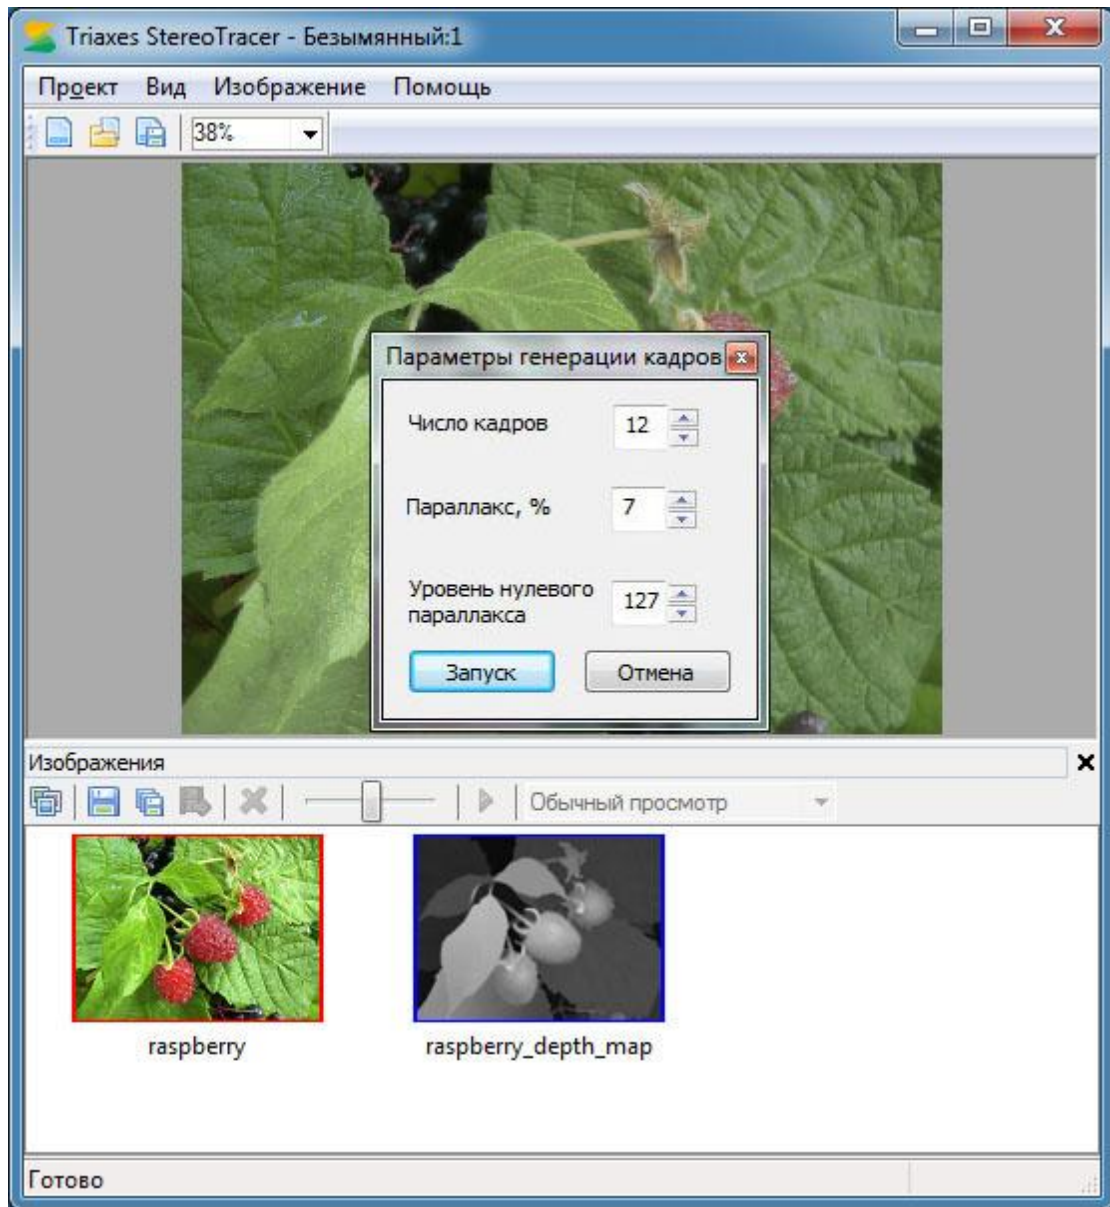 Triaxes StereoTracer - Безымянный:1
Проект Вид Изображение Помощь
38%
Параметры генерации кадров
Число кадров 12
Параллакс, % 7
Уровень нулевого
параллакса 127
Запуск Отмена
Изображения
Обычный просмотр
raspberry raspberry_depth_map
Готово